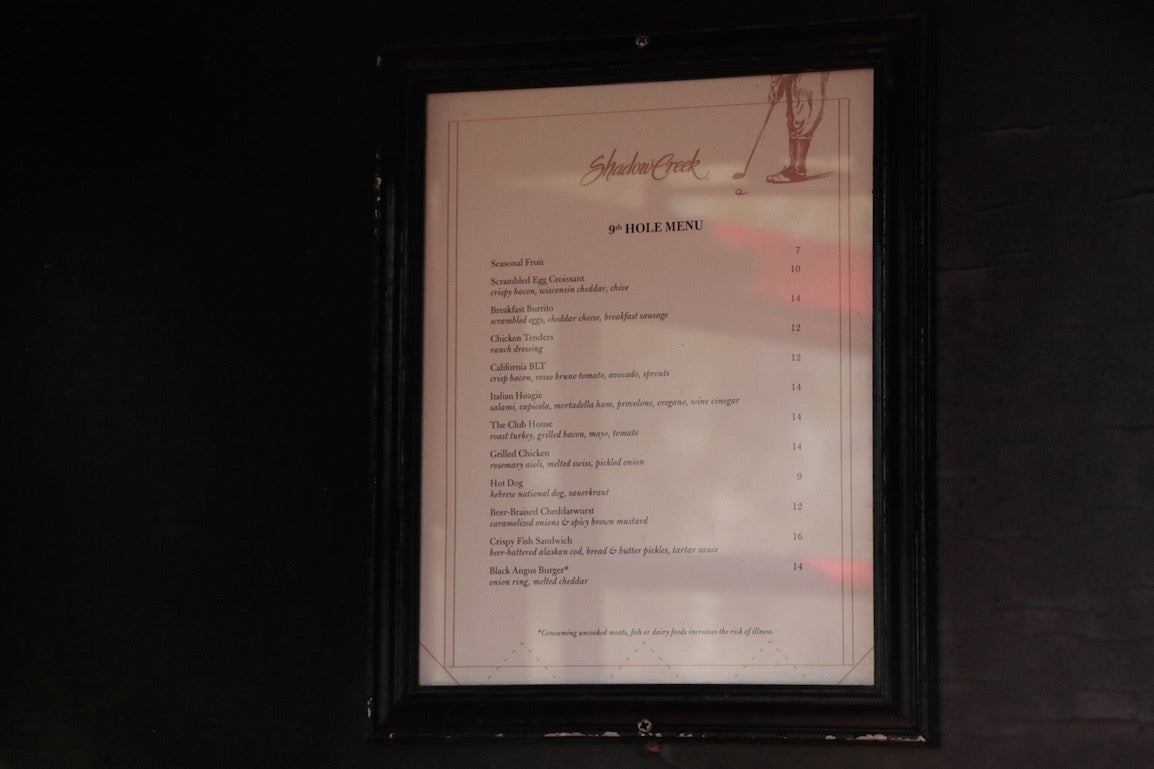 Shadow Creek
9th HOLE MENU
Seasonal Fruit 7
Scrambled Egg Croissant 10
crispy bacon, wisconsin cheddar, chive
Breakfast Burrito 14
scrambled eggs, cheddar cheese, breakfast sausage
Chicken Tenders 12
ranch dressing
California BLT 12
crisp bacon, rosso bruno tomato, avocado, sprouts
Italian Hoagie 14
salami, capicola, mortadella ham, provolone, oregano, wine vinegar
The Club House 14
roast turkey, grilled bacon, mayo, tomato
Grilled Chicken 14
rosemary aioli, melted swiss, pickled onion
Hot Dog 9
hebrew national dog, sauerkraut
Beer-Braised Cheddarwurst 12
caramelized onions & spicy brown mustard
Crispy Fish Sandwich 16
beer-battered alaskan cod, bread & butter pickles, tartar sauce
Black Angus Burger* 14
onion ring, melted cheddar
*Consuming uncooked meats, fish or dairy foods increases the risk of illness.